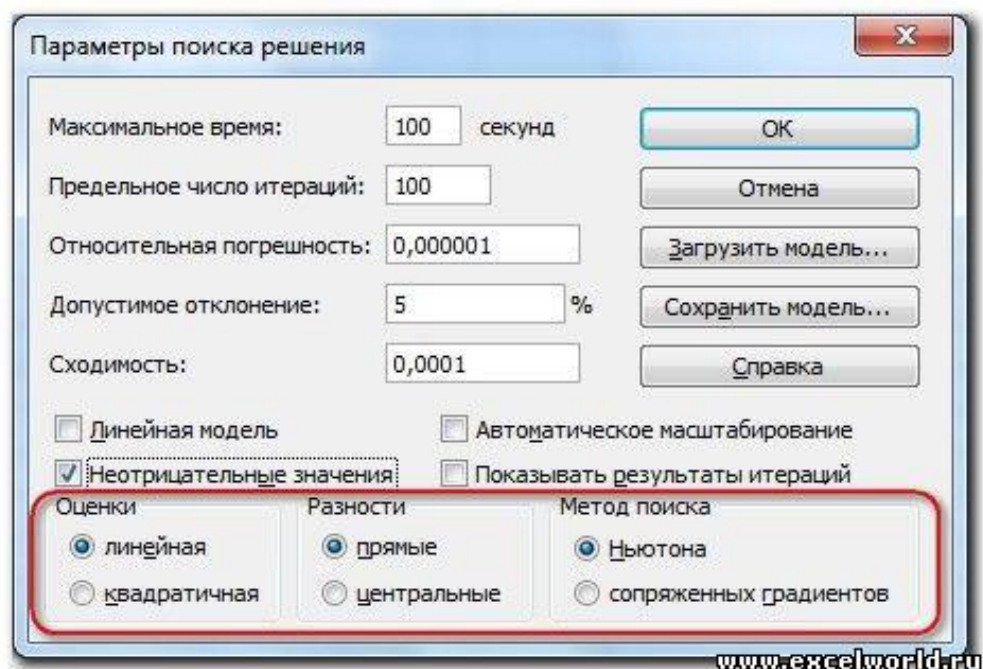 Параметры поиска решения
Максимальное время: 100 секунд OK
Предельное число итераций: 100 Отмена
Относительная погрешность: 0,000001 Загрузить модель...
Допустимое отклонение: 5 % Сохранить модель...
Сходимость: 0,0001 Справка
Линейная модель Автоматическое масштабирование
Неотрицательные значения Показывать результаты итераций
Оценки Разности Метод поиска
линейная прямые Ньютона
квадратичная центральные сопряженных градиентов
www.excelworld.ru